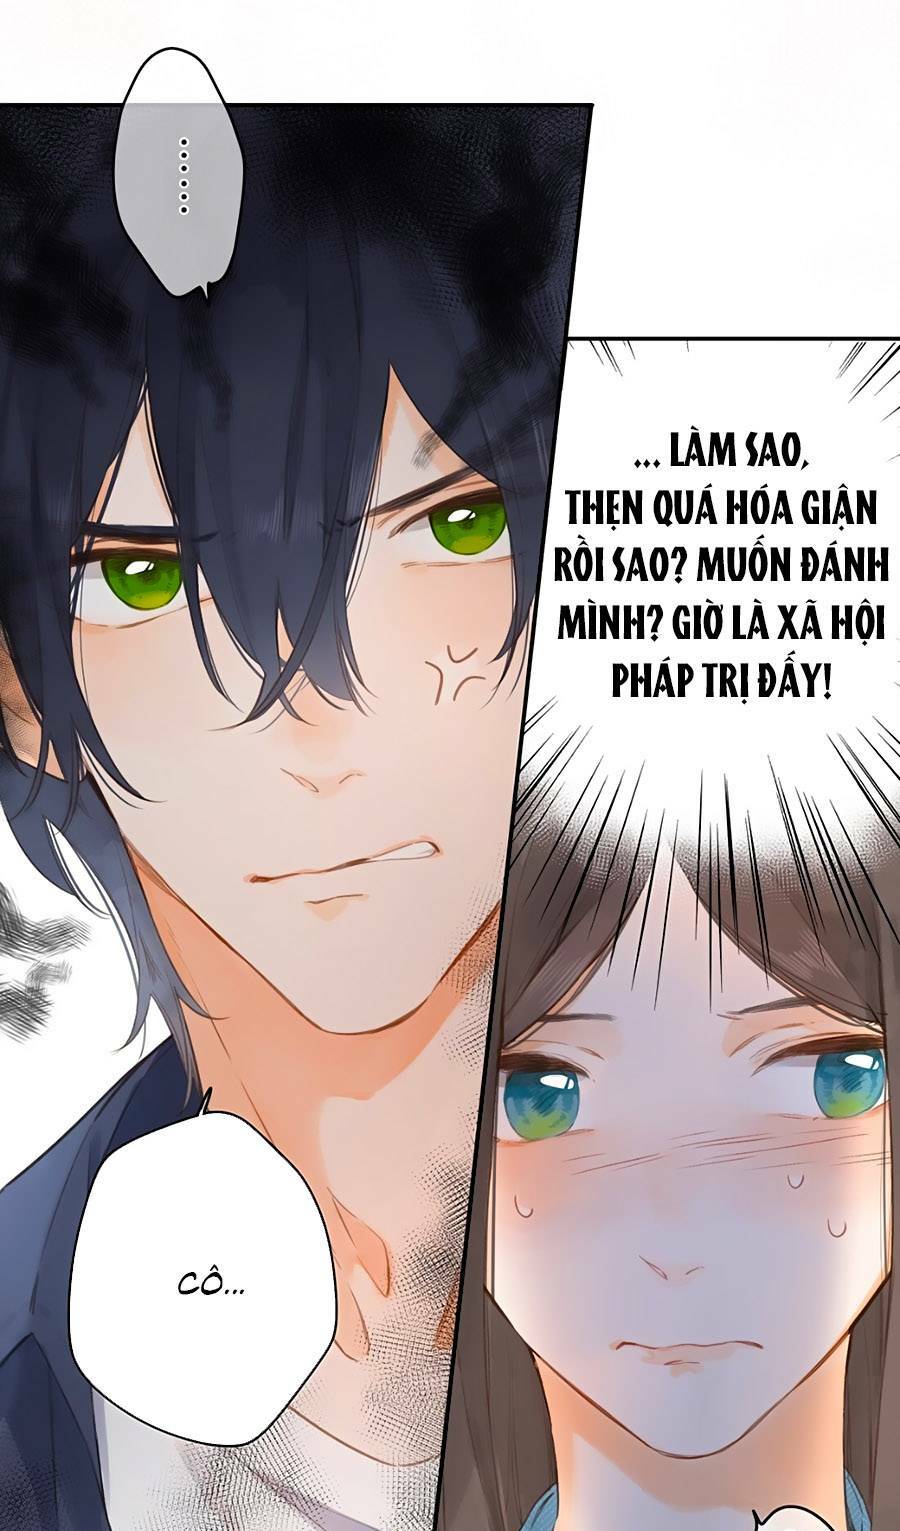 ......
... LÀM SAO,
THẸN QUÁ HÓA GIẬN
RỒI SAO? MUỐN ĐÁNH
MÌNH? GIỜ LÀ XÃ HỘI
PHÁP TRỊ ĐẤY!
CÔ...